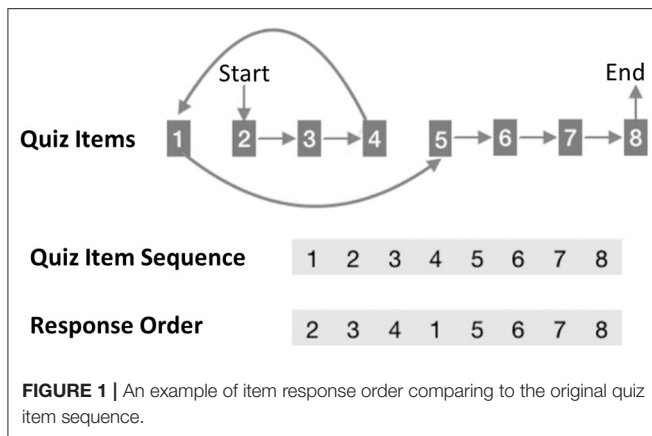 Start
End
Quiz Items 1 2 3 4 5 6 7 8
Quiz Item Sequence 1 2 3 4 5 6 7 8
Response Order 2 3 4 1 5 6 7 8
FIGURE 1 | An example of item response order comparing to the original quiz
item sequence.